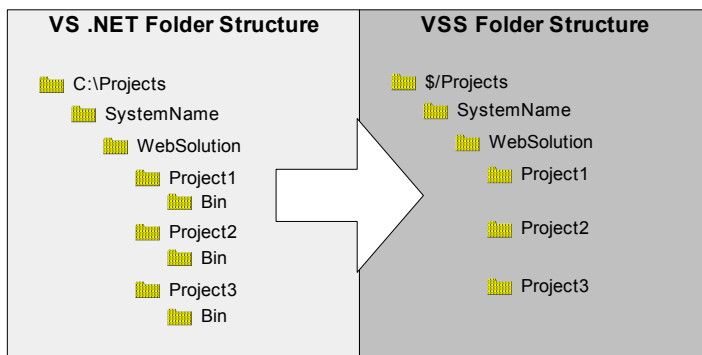 VS .NET Folder Structure
C:\Projects
SystemName
WebSolution
Project1
Bin
Project2
Bin
Project3
Bin
VSS Folder Structure
$/Projects
SystemName
WebSolution
Project1
Project2
Project3